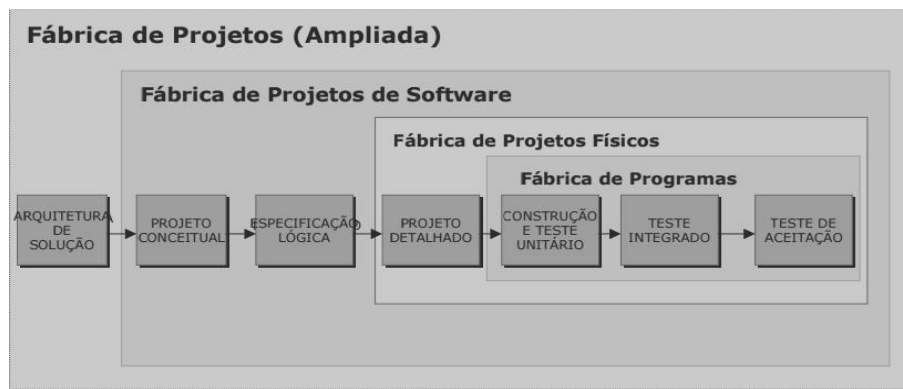 Fábrica de Projetos (Ampliada)
Fábrica de Projetos de Software
Fábrica de Projetos Físicos
Fábrica de Programas
ARQUITETURA
DE
SOLUÇÃO
PROJETO
CONCEITUAL
ESPECIFICAÇÃO
LÓGICA
PROJETO
DETALHADO
CONSTRUÇÃO
E TESTE
UNITÁRIO
TESTE
INTEGRADO
TESTE DE
ACEITAÇÃO